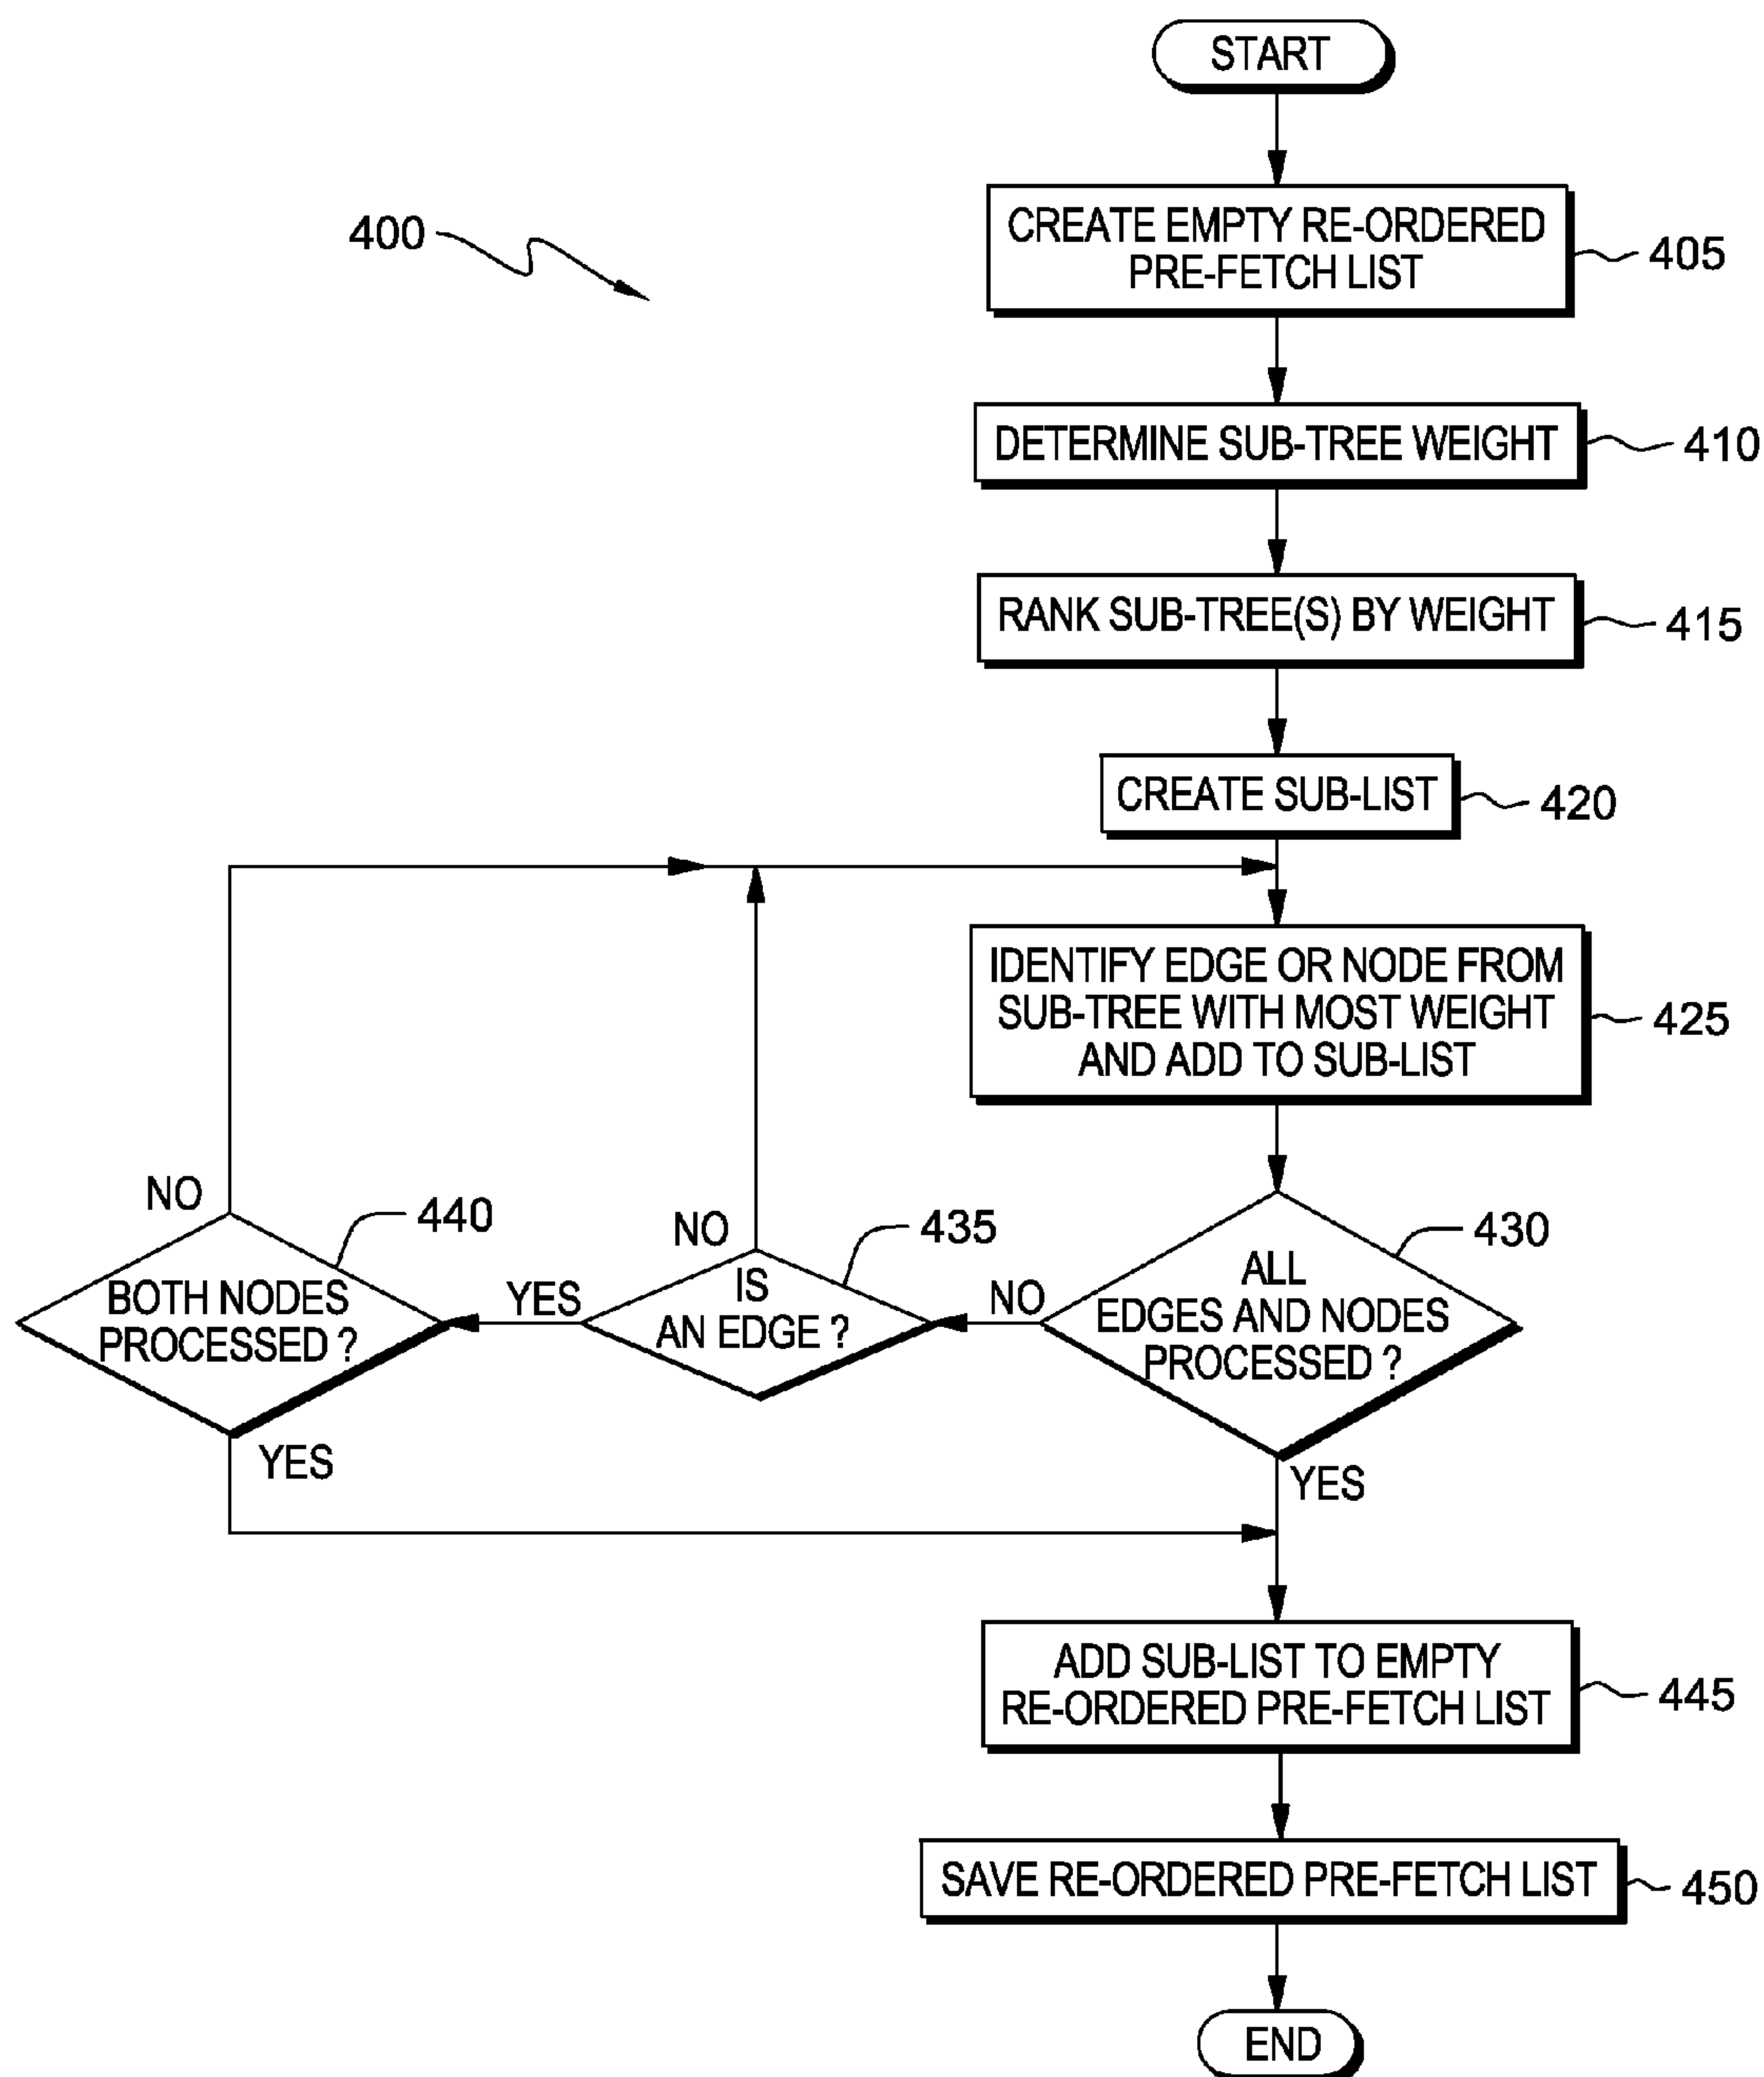 START
400
CREATE EMPTY RE-ORDERED
PRE-FETCH LIST
405
DETERMINE SUB-TREE WEIGHT
410
RANK SUB-TREE(S) BY WEIGHT
415
CREATE SUB-LIST
420
IDENTIFY EDGE OR NODE FROM
SUB-TREE WITH MOST WEIGHT
AND ADD TO SUB-LIST
425
NO
440
BOTH NODES
PROCESSED ?
YES
YES
NO
435
IS
AN EDGE ?
NO
430
ALL
EDGES AND NODES
PROCESSED ?
YES
ADD SUB-LIST TO EMPTY
RE-ORDERED PRE-FETCH LIST
445
SAVE RE-ORDERED PRE-FETCH LIST
450
END